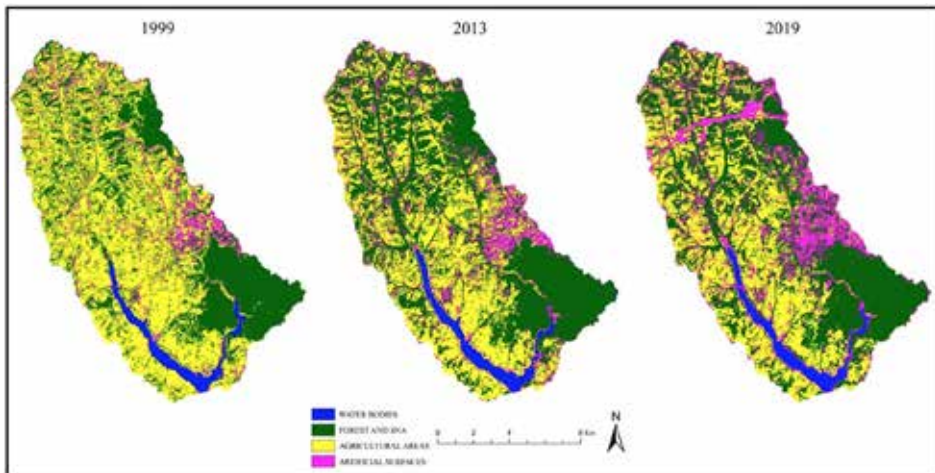 1999
2013
2019
WATER BODIES
FOREST AND SNA
AGRICULTURAL AREAS
ARTIFICIAL SURFACES
N
0 2 4 8 Km